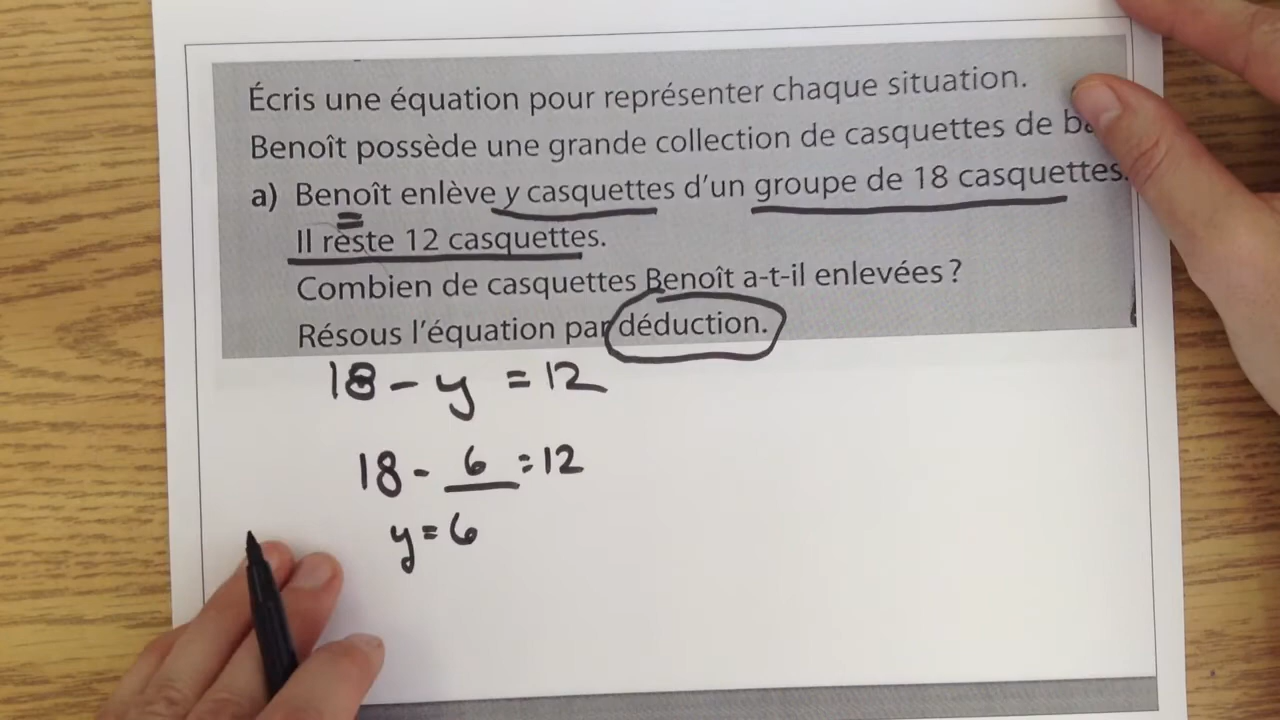 Écris une équation pour représenter chaque situation.
Benoît possède une grande collection de casquettes de
a) Benoît enlève y casquettes d'un groupe de 18 casquettes.
Il reste 12 casquettes.
Combien de casquettes Benoît a-t-il enlevées ?
Résous l'équation par déduction.
18 - y = 12
18 - 6 = 12
y = 6